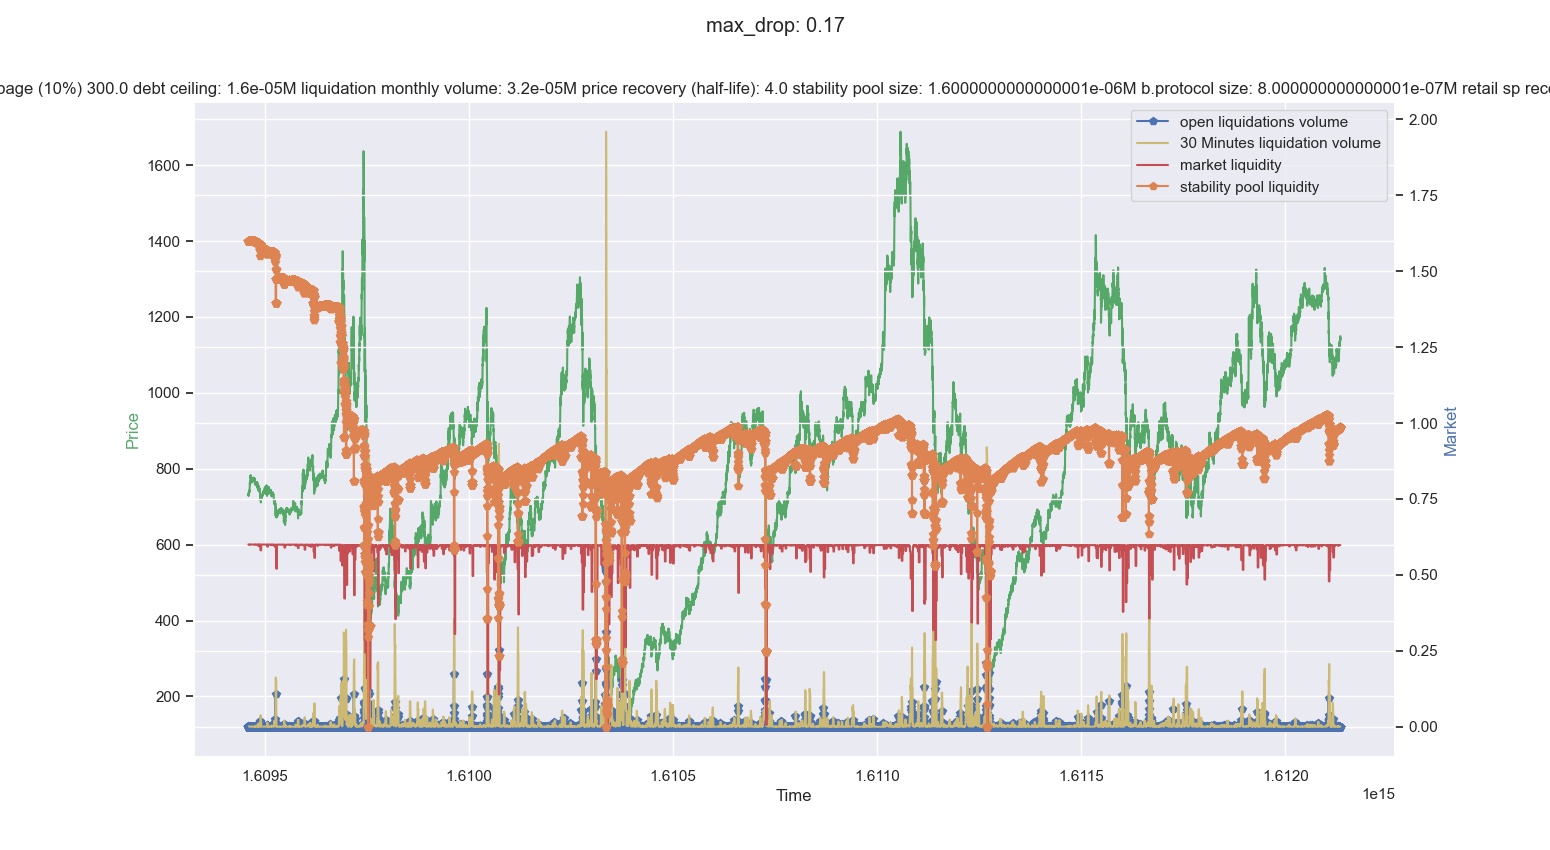 max_drop: 0.17
page (10%) 300.0 debt ceiling: 1.6e-05M liquidation monthly volume: 3.2e-05M price recovery (half-life): 4.0 stability pool size: 1.6000000000000001e-06M b.protocol size: 8.000000000000001e-07M retail sp
open liquidations volume
30 Minutes liquidation volume
market liquidity
stability pool liquidity
1600
1400
1200
1000
800
600
400
200
Price
2.00
1.75
1.50
1.25
1.00
0.75
0.50
0.25
0.00
Market
1.6095
1.6100
1.6105
1.6110
1.6115
1.6120
1e15
Time